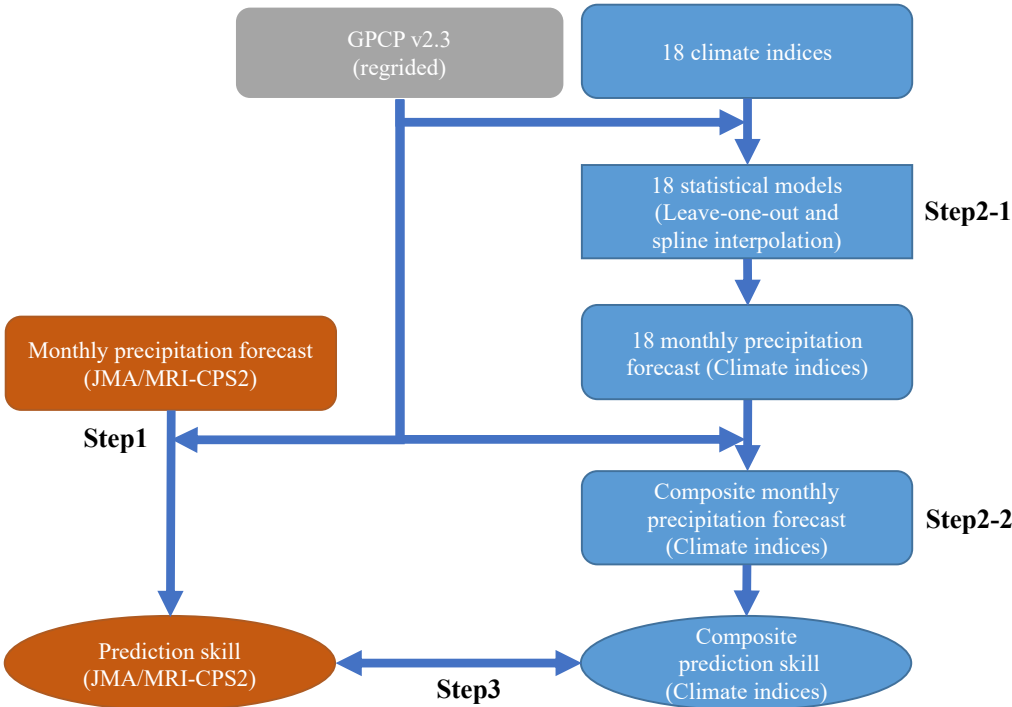 GPCP v2.3
(regrided)
18 climate indices
18 statistical models
(Leave-one-out and
spline interpolation)
Step2-1
Monthly precipitation forecast
(JMA/MRI-CPS2)
18 monthly precipitation
forecast (Climate indices)
Step1
Composite monthly
precipitation forecast
(Climate indices)
Step2-2
Prediction skill
(JMA/MRI-CPS2)
Step3
Composite
prediction skill
(Climate indices)